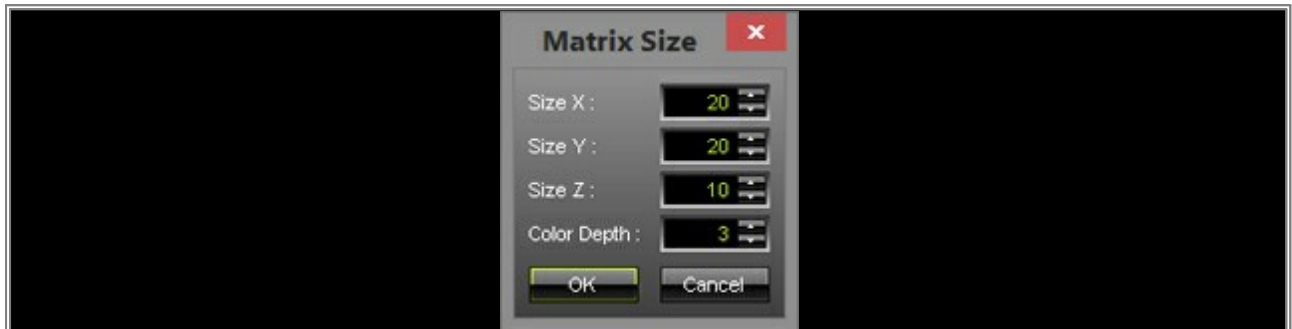 Matrix Size
Size X : 20
Size Y : 20
Size Z : 10
Color Depth : 3
OK Cancel